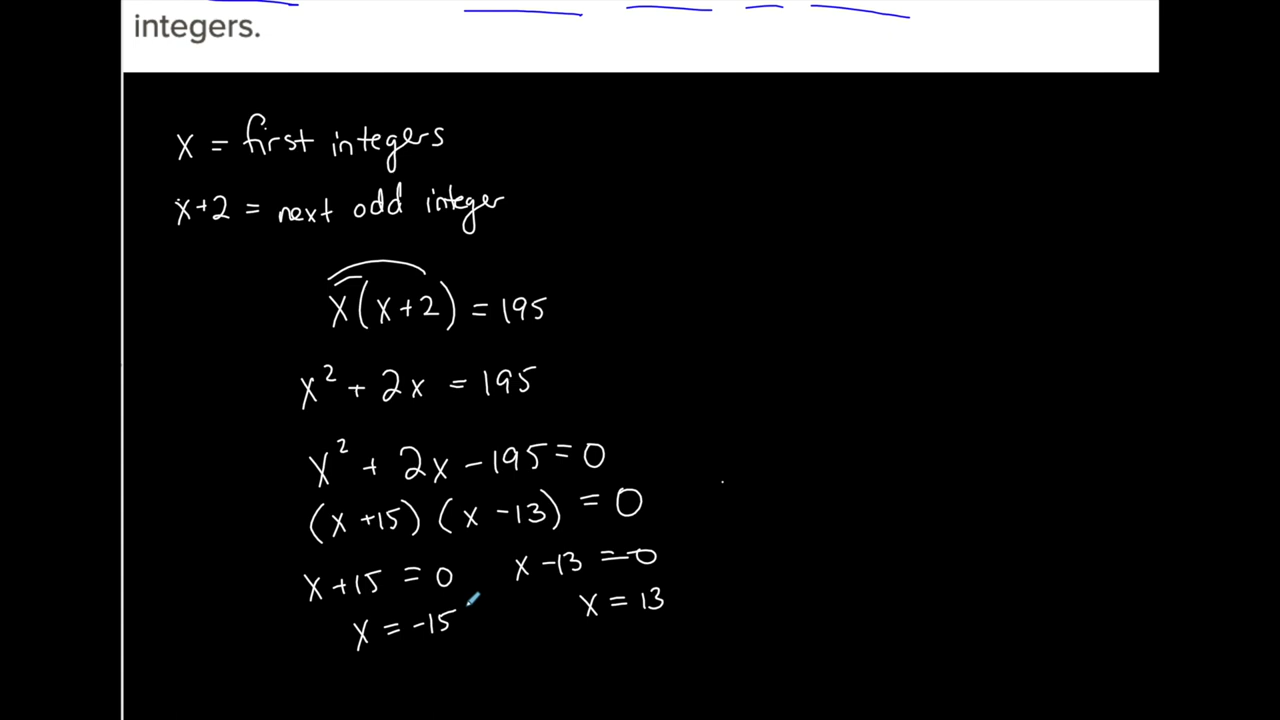 integers.
x = first integers
x+2 = next odd integer
x(x+2) = 195
x² + 2x = 195
x² + 2x - 195 = 0
(x +15) (x -13) = 0
x +15 = 0 x -13 = 0
x = -15 x = 13